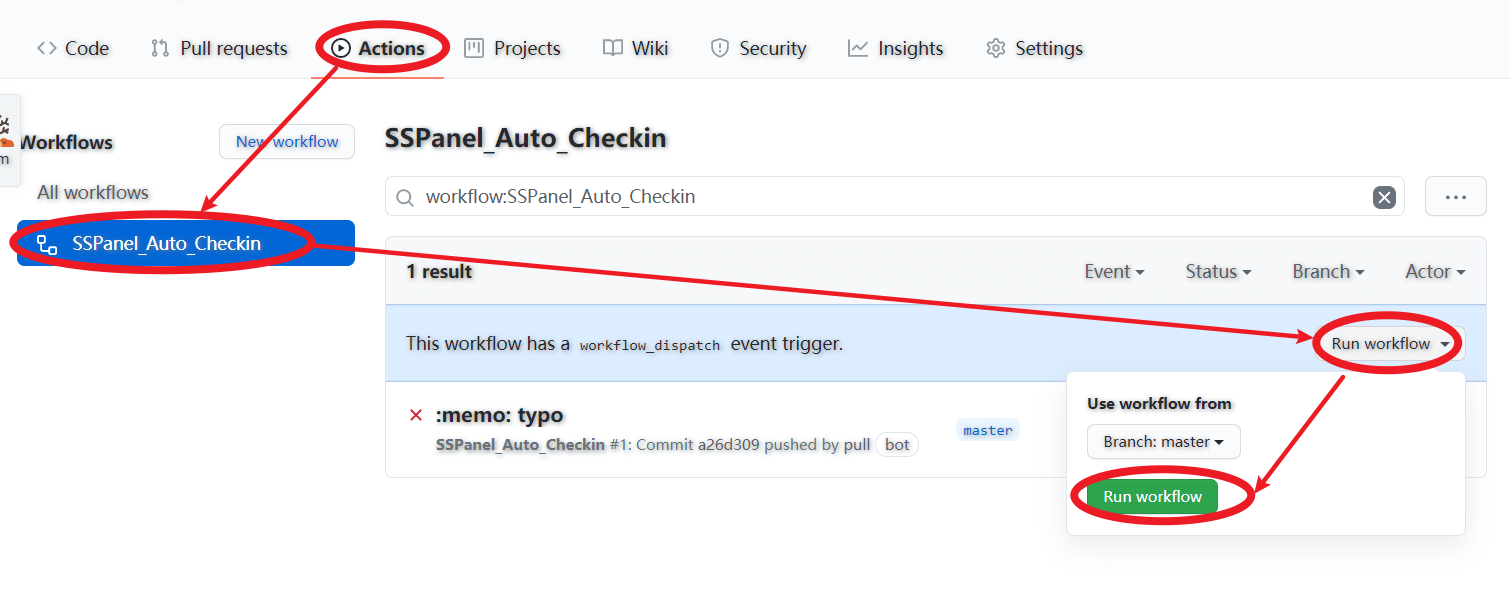 Code Pull requests Actions Projects Wiki Security Insights Settings
Workflows New workflow
All workflows
SSPanel_Auto_Checkin
SSPanel_Auto_Checkin
workflow:SSPanel_Auto_Checkin
1 result Event Status Branch Actor
This workflow has a workflow_dispatch event trigger. Run workflow
:memo: typo
SSPanel_Auto_Checkin #1: Commit a26d309 pushed by pull bot
master
Use workflow from
Branch: master
Run workflow